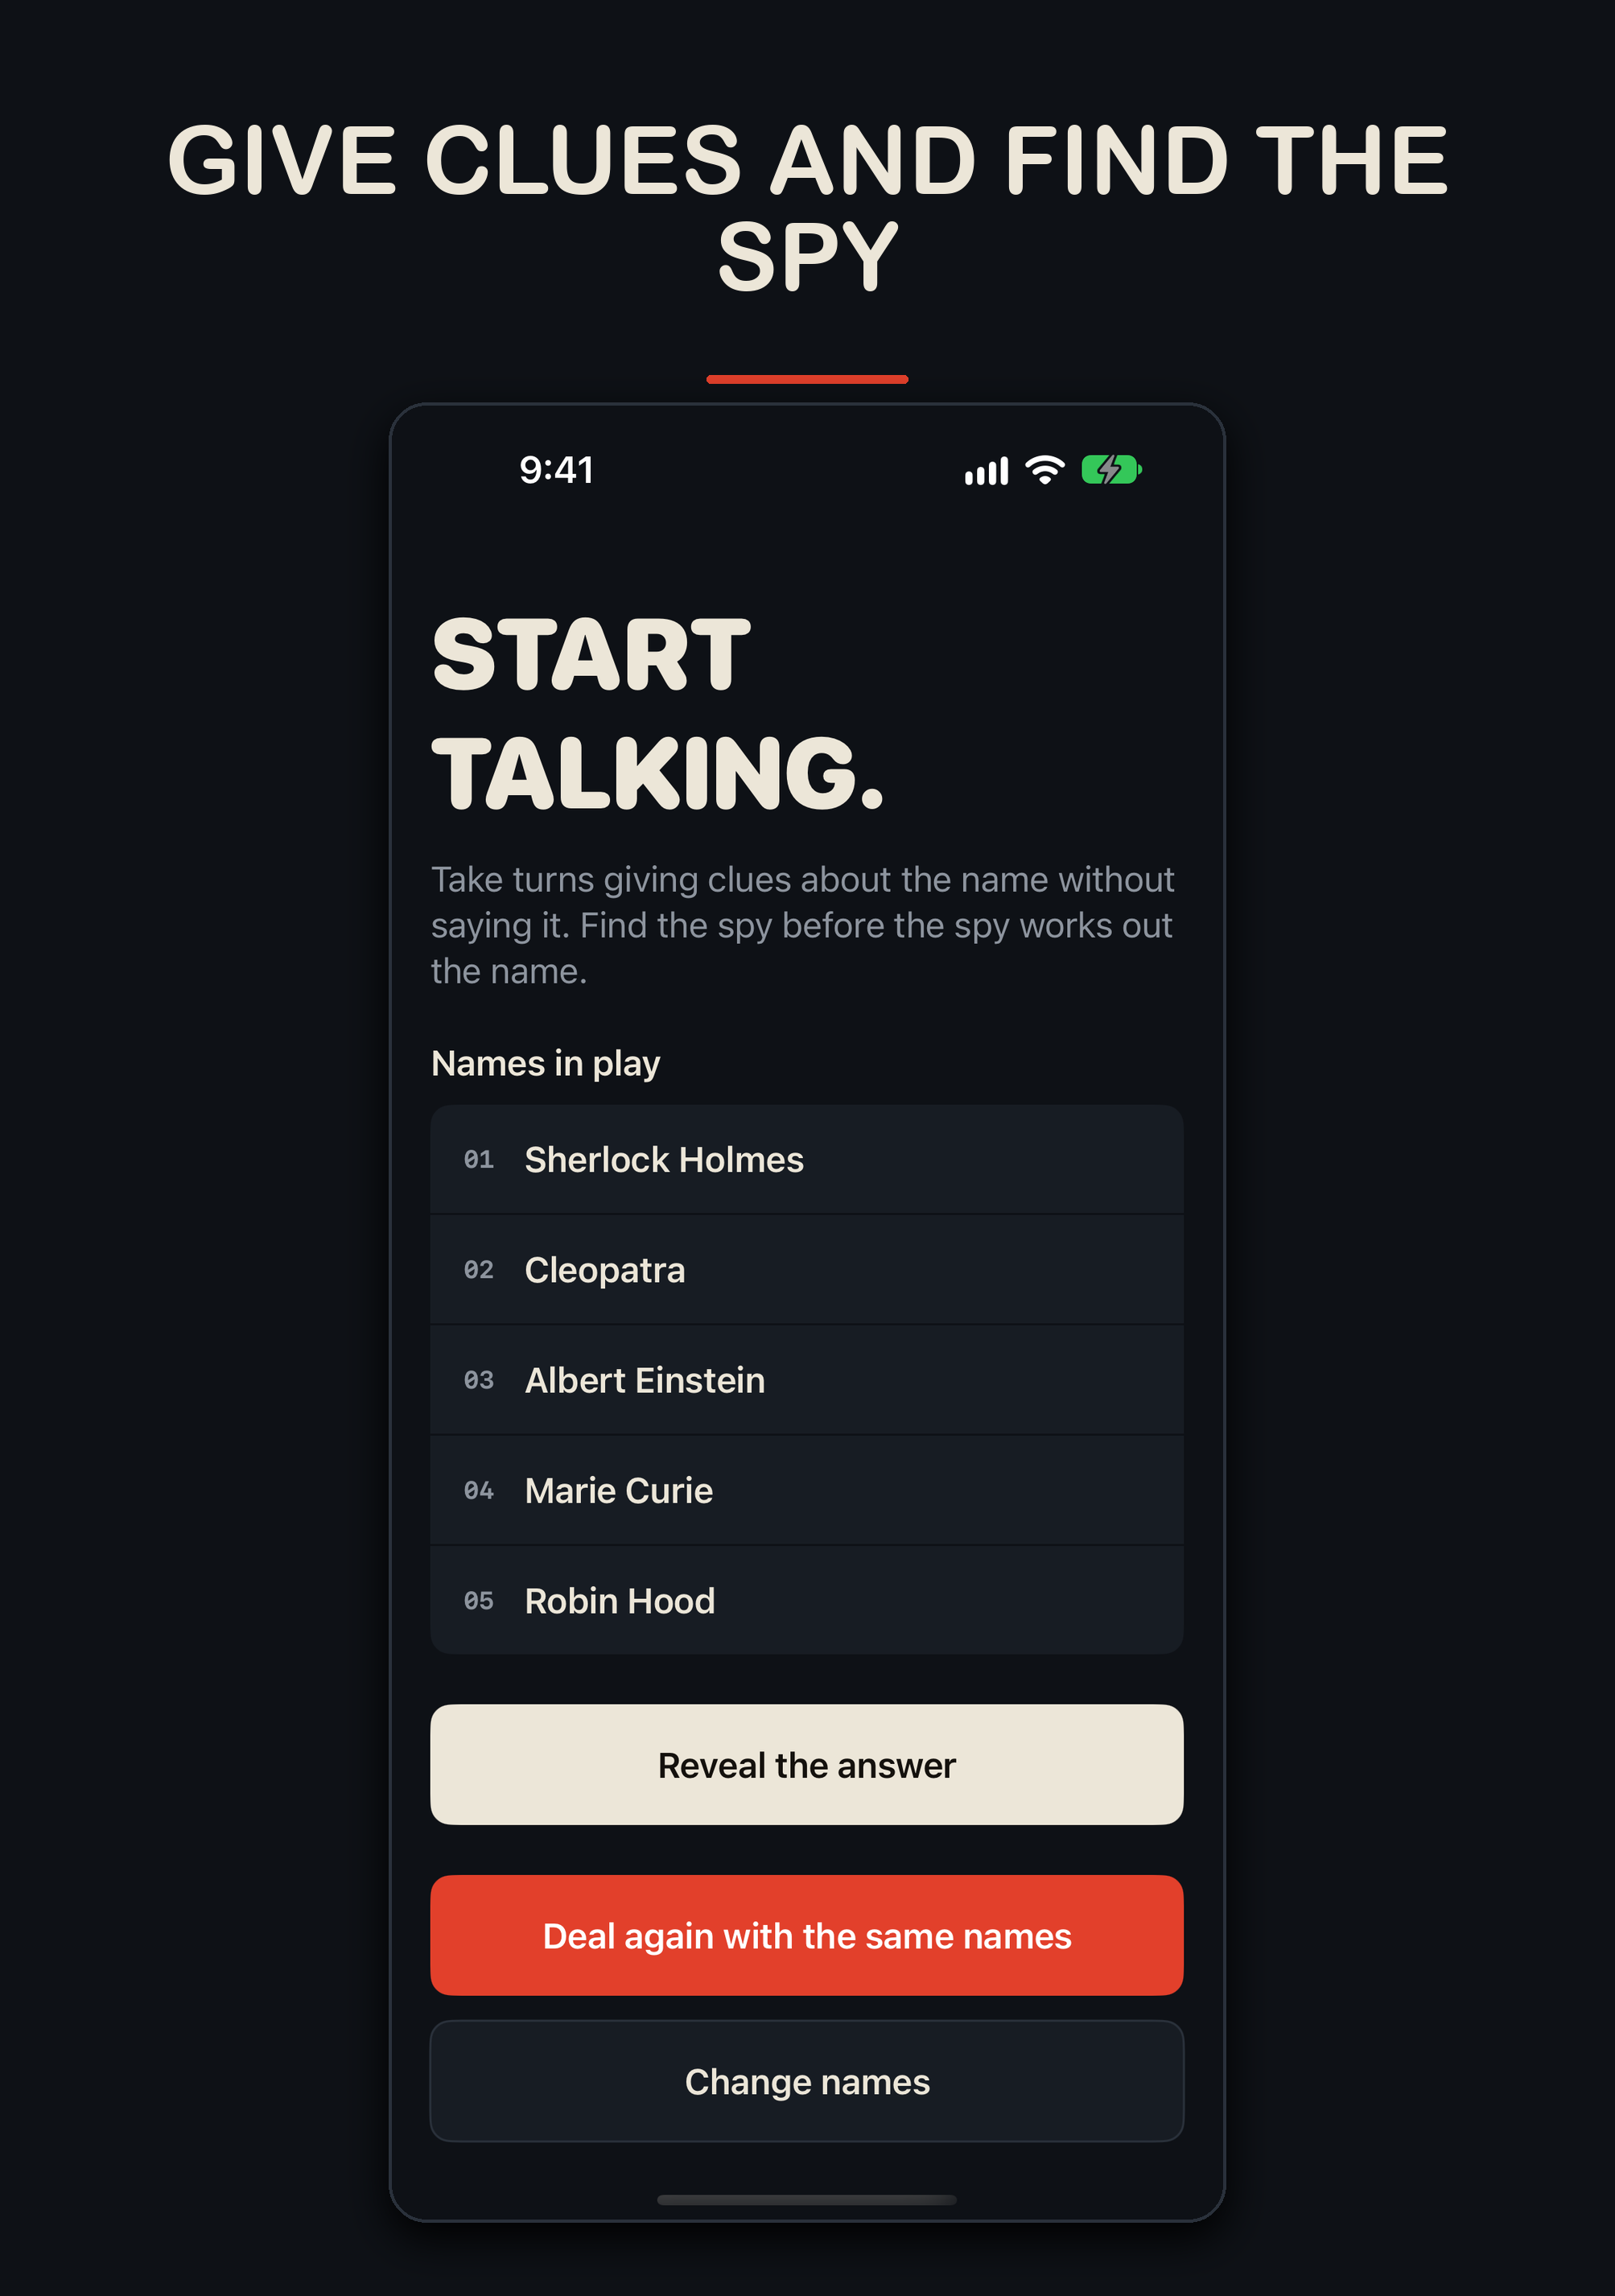 GIVE CLUES AND FIND THE
SPY
9:41
START
TALKING.
Take turns giving clues about the name without
saying it. Find the spy before the spy works out
the name.
Names in play
01 Sherlock Holmes
02 Cleopatra
03 Albert Einstein
04 Marie Curie
05 Robin Hood
Reveal the answer
Deal again with the same names
Change names